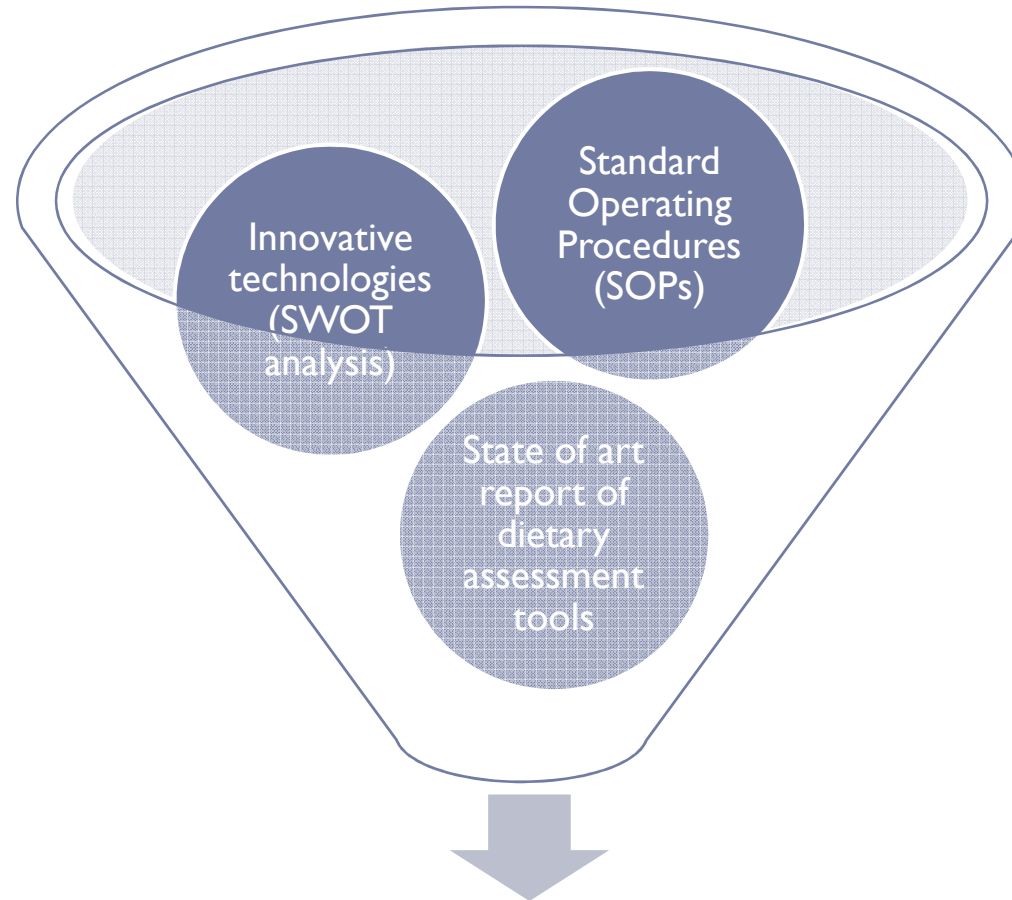 Innovative
technologies
(SWOT
analysis)
Standard
Operating
Procedures
(SOPs)
State of art
report of
dietary
assessment
tools